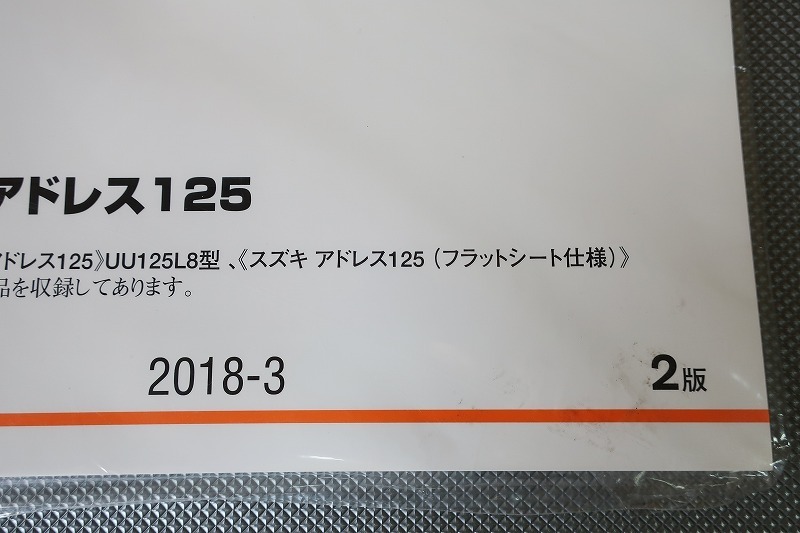 アドレス125
アドレス125》UU125L8型 、《スズキ アドレス125 (フラットシート仕様)》
品を収録してあります。
2018-3
2版